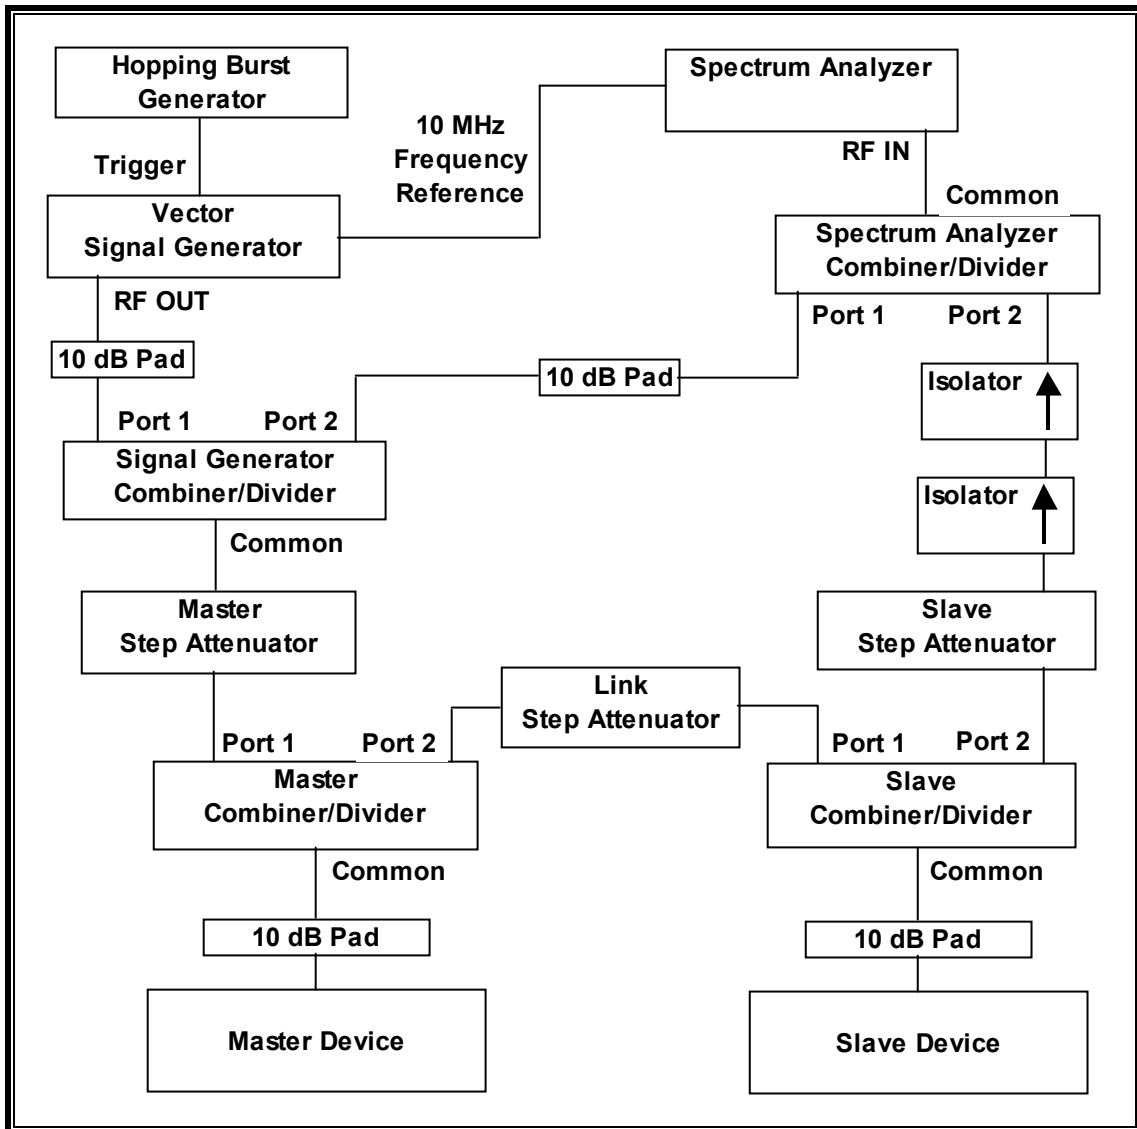 Hopping Burst
Generator
Spectrum Analyzer
10 MHz
Frequency
Reference
Trigger
RF IN
Common
Vector
Signal Generator
Spectrum Analyzer
Combiner/Divider
RF OUT
Port 1
Port 2
10 dB Pad
10 dB Pad
Isolator
Port 1
Port 2
Signal Generator
Combiner/Divider
Isolator
Common
Master
Step Attenuator
Slave
Step Attenuator
Link
Step Attenuator
Port 1
Port 2
Port 1
Port 2
Master
Combiner/Divider
Slave
Combiner/Divider
Common
Common
10 dB Pad
10 dB Pad
Master Device
Slave Device